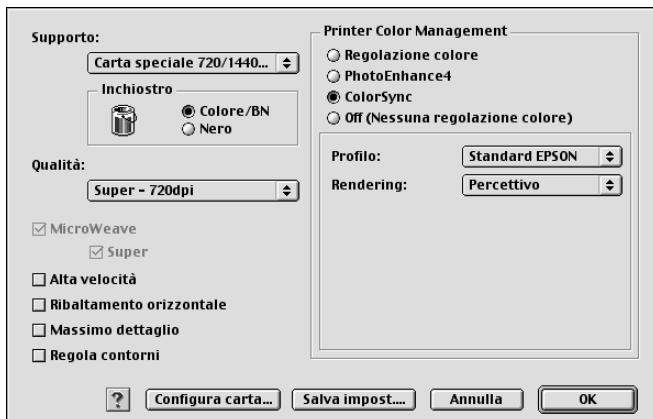 Supporto:
Carta speciale 720/1440...
Inchiostro
Colore/BN
Nero
Qualità:
Super - 720dpi
MicroWeave
Super
Alta velocità
Ribaltamento orizzontale
Massimo dettaglio
Regola contorni
Printer Color Management
Regolazione colore
PhotoEnhance4
ColorSync
Off (Nessuna regolazione colore)
Profilo: Standard EPSON
Rendering: Percettivo
? Configura carta... Salva impost.... Annulla OK